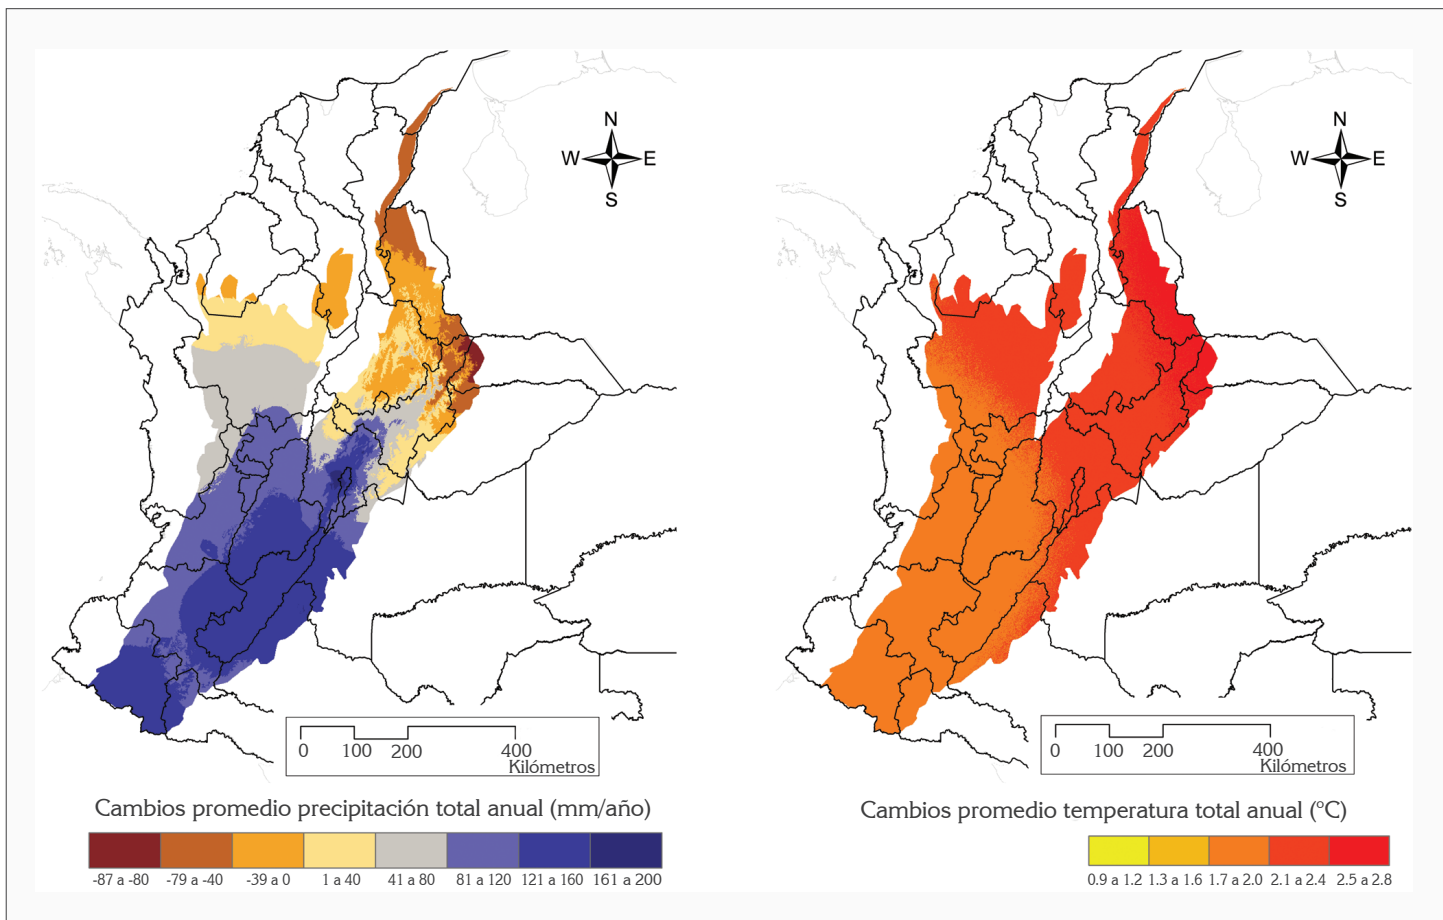 N
W E
S
0 100 200 400
Kilómetros
Cambios promedio precipitación total anual (mm/año)
-87 a -80 -79 a -40 -39 a 0 1 a 40 41 a 80 81 a 120 121 a 160 161 a 200
N
W E
S
0 100 200 400
Kilómetros
Cambios promedio temperatura total anual (°C)
0.9 a 1.2 1.3 a 1.6 1.7 a 2.0 2.1 a 2.4 2.5 a 2.8